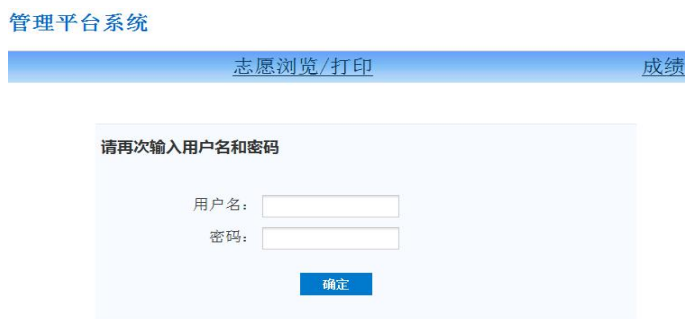 管理平台系统
志愿浏览/打印
成绩
请再次输入用户名和密码
用户名:
密码:
确定